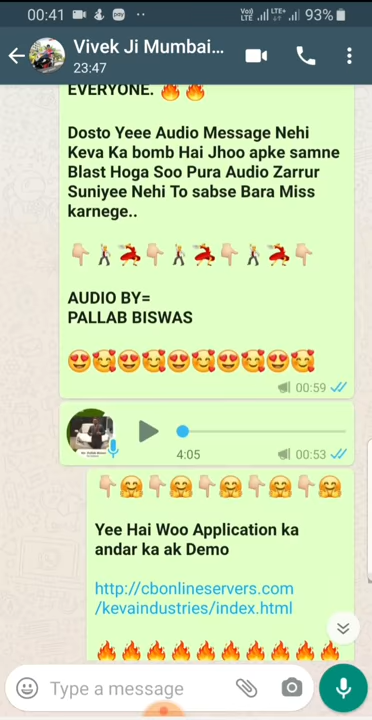 00:41
93%
Vivek Ji Mumbai...
23:47
EVERYONE. 🔥🔥
Dosto Yeee Audio Message Nehi
Keva Ka bomb Hai Jhoo apke samne
Blast Hoga Soo Pura Audio Zarrur
Suniyee Nehi To sabse Bara Miss
karnege..
AUDIO BY=
PALLAB BISWAS
00:59
4:05
00:53
Yee Hai Woo Application ka
andar ka ak Demo
http://cbonlineservers.com
/kevaindustries/index.html
Type a message